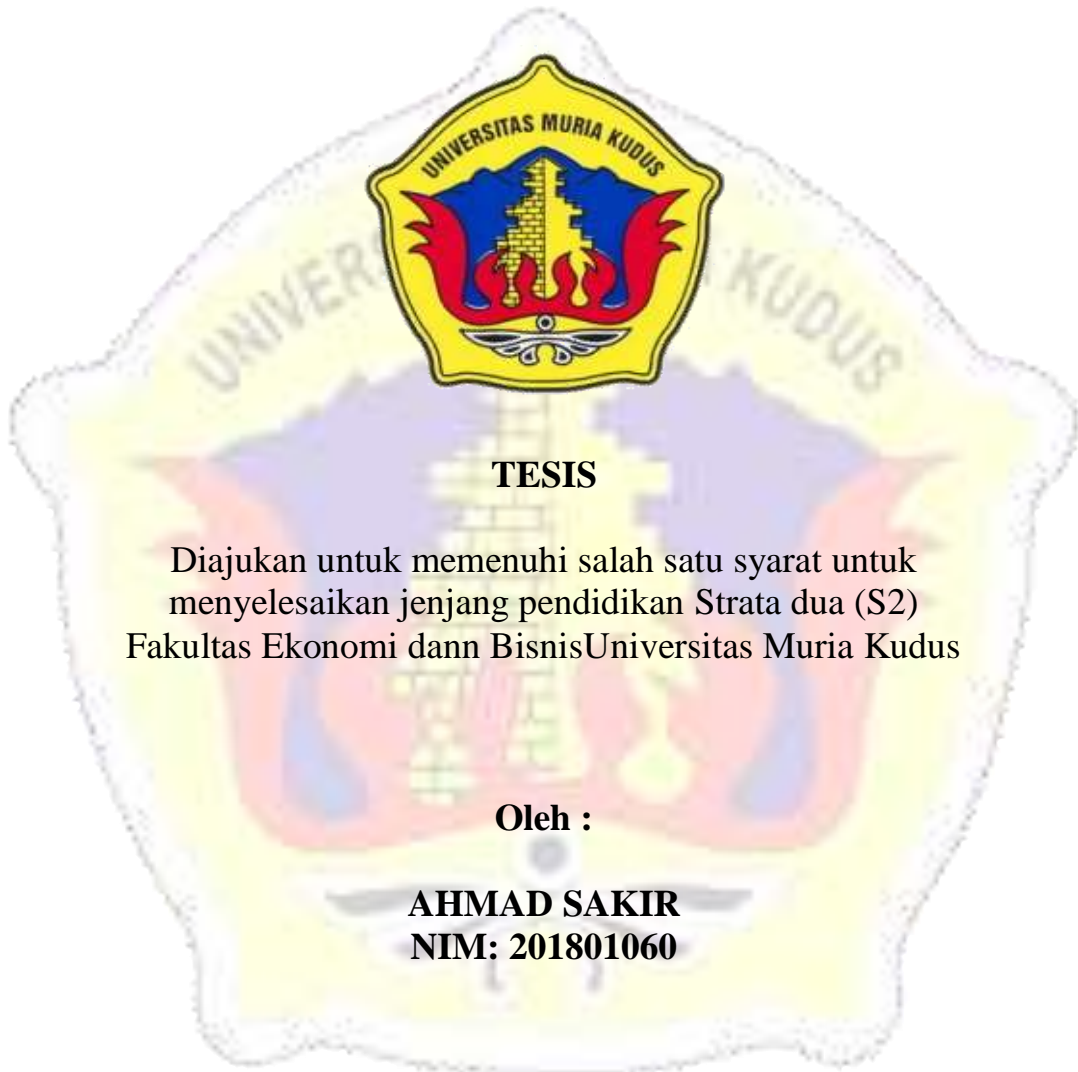 UNIVERSITAS MURIA KUDUS
TESIS
Diajukan untuk memenuhi salah satu syarat untuk
menyelesaikan jenjang pendidikan Strata dua (S2)
Fakultas Ekonomi dann BisnisUniversitas Muria Kudus
Oleh :
AHMAD SAKIR
NIM: 201801060